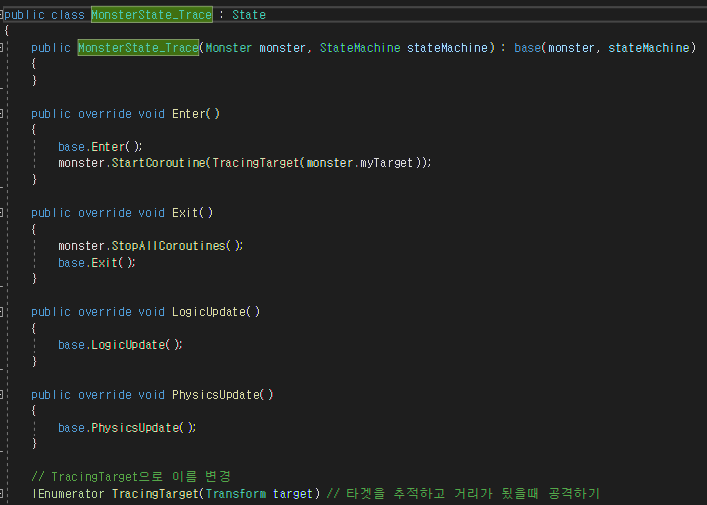 public class MonsterState_Trace : State
{
public MonsterState_Trace(Monster monster, StateMachine stateMachine) : base(monster, stateMachine)
{
}
public override void Enter()
{
base.Enter();
monster.StartCoroutine(TracingTarget(monster.myTarget));
}
public override void Exit()
{
monster.StopAllCoroutines();
base.Exit();
}
public override void LogicUpdate()
{
base.LogicUpdate();
}
public override void PhysicsUpdate()
{
base.PhysicsUpdate();
}
// TracingTarget으로 이름 변경
IEnumerator TracingTarget(Transform target) // 타겟을 추적하고 거리가 됬을때 공격하기